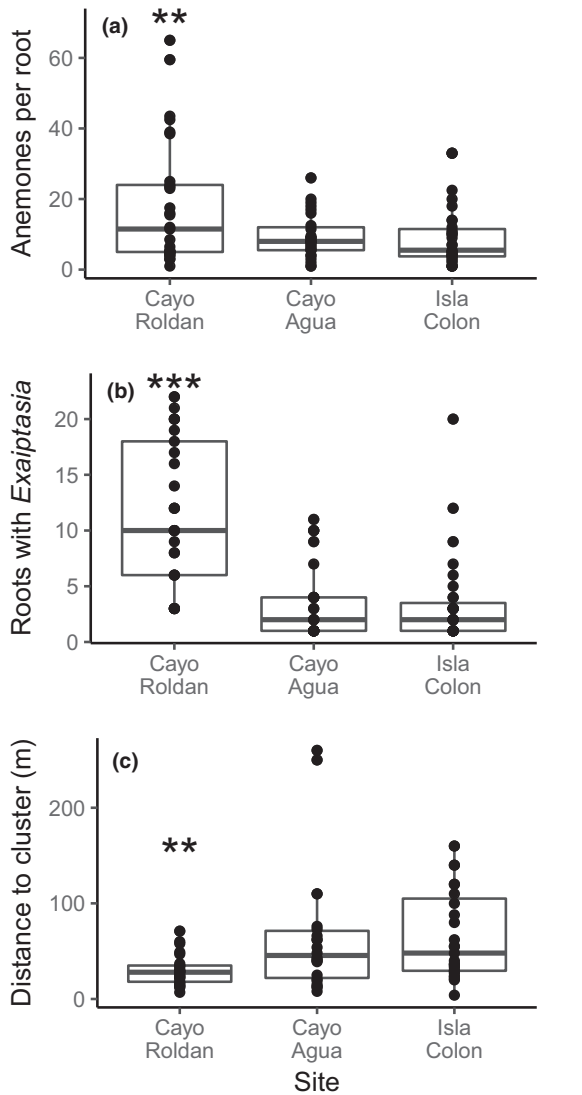 (a)
**
Anemones per root
60
40
20
0
Cayo
Roldan
Cayo
Agua
Isla
Colon
(b)
***
Roots with Exaiptasia
20
15
10
5
0
Cayo
Roldan
Cayo
Agua
Isla
Colon
(c)
Distance to cluster (m)
200
**
100
0
Cayo
Roldan
Cayo
Agua
Isla
Colon
Site